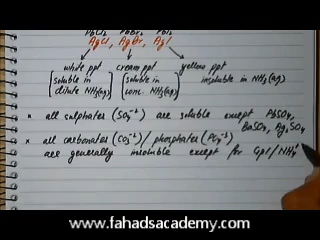 PbCl₂ PbBr₂ PbI₂
AgCl, AgBr, AgI
white ppt cream ppt yellow ppt
soluble in soluble in insoluble in NH₃(aq)
dilute NH₃(aq) conc. NH₃(aq)
* all sulphates (SO₄⁻²) are soluble except PbSO₄,
BaSO₄, Ag₂SO₄
* all carbonates (CO₃⁻²) / phosphates (PO₄⁻³)
are generally insoluble except for Gp1/NH₄⁺
www.fahadsacademy.com